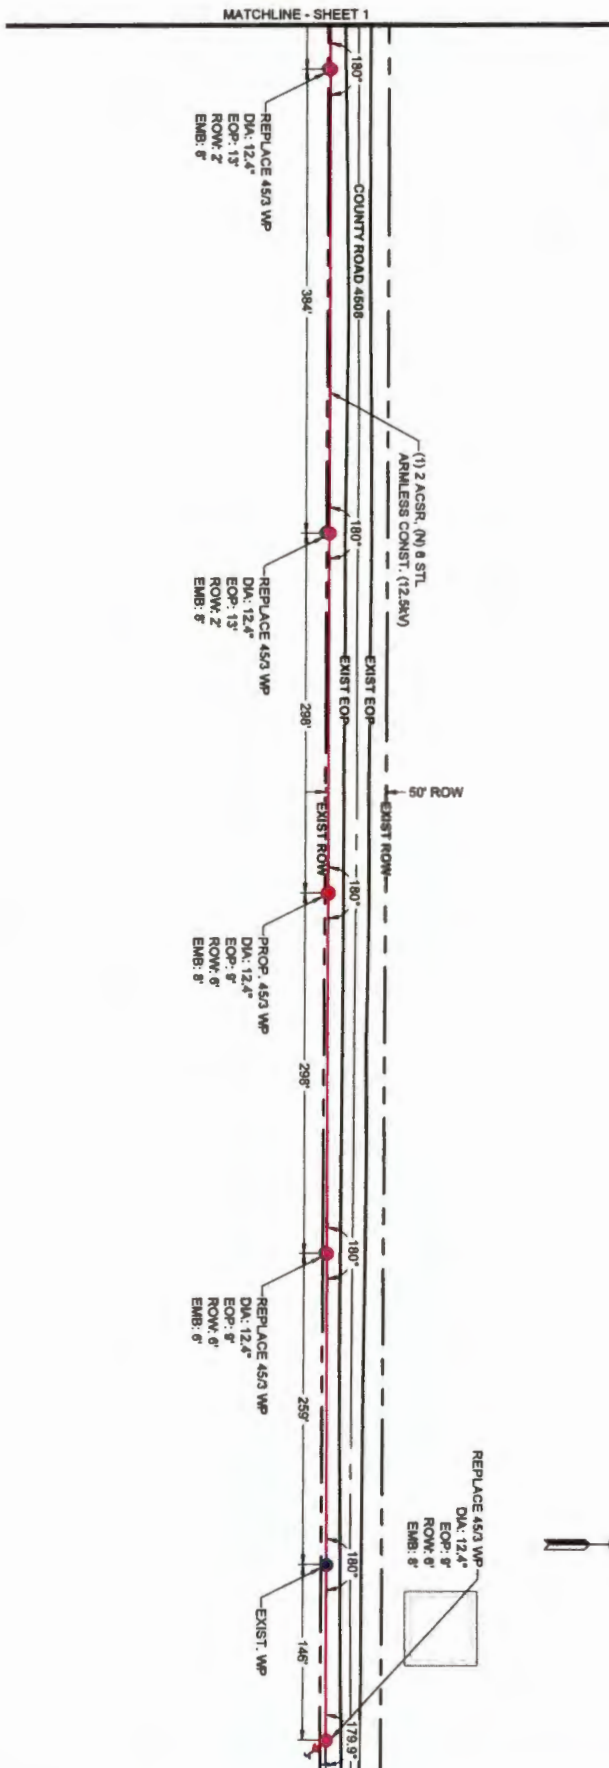 MATCHLINE - SHEET 1
180°
REPLACE 45/3 WP
DIA: 12.4"
EOP: 13'
ROW: 2'
EMB: 8'
COUNTY ROAD 4508
384'
(1) 2 ACSR, (N) 6 STL
ARMLESS CONST. (12.5kV)
180°
REPLACE 45/3 WP
DIA: 12.4"
EOP: 13'
ROW: 2'
EMB: 8'
EXIST EOP
EXIST EOP
298'
50' ROW
EXIST ROW
EXIST ROW
180°
PROP. 45/3 WP
DIA: 12.4"
EOP: 9'
ROW: 6'
EMB: 8'
298'
180°
REPLACE 45/3 WP
DIA: 12.4"
EOP: 9'
ROW: 6'
EMB: 6'
259'
REPLACE 45/3 WP
DIA: 12.4"
EOP: 9'
ROW: 6'
EMB: 8'
180°
EXIST. WP
146'
179.9°